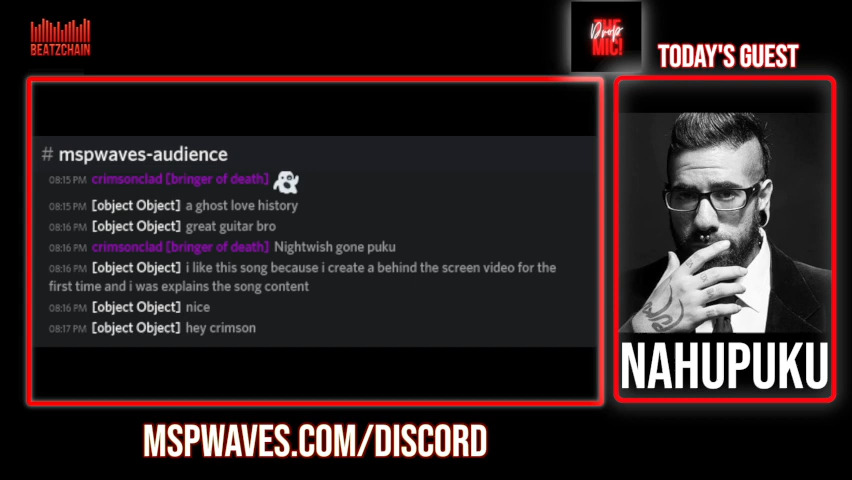 BEATZCHAIN
THE
Drop
MIC!
TODAY'S GUEST
# mspwaves-audience
08:15 PM crimsonclad [bringer of death]
08:15 PM [object Object] a ghost love history
08:16 PM [object Object] great guitar bro
08:16 PM crimsonclad [bringer of death] Nightwish gone puku
08:16 PM [object Object] i like this song because i create a behind the screen video for the
first time and i was explains the song content
08:16 PM [object Object] nice
08:17 PM [object Object] hey crimson
NAHUPUKU
MSPWAVES.COM/DISCORD